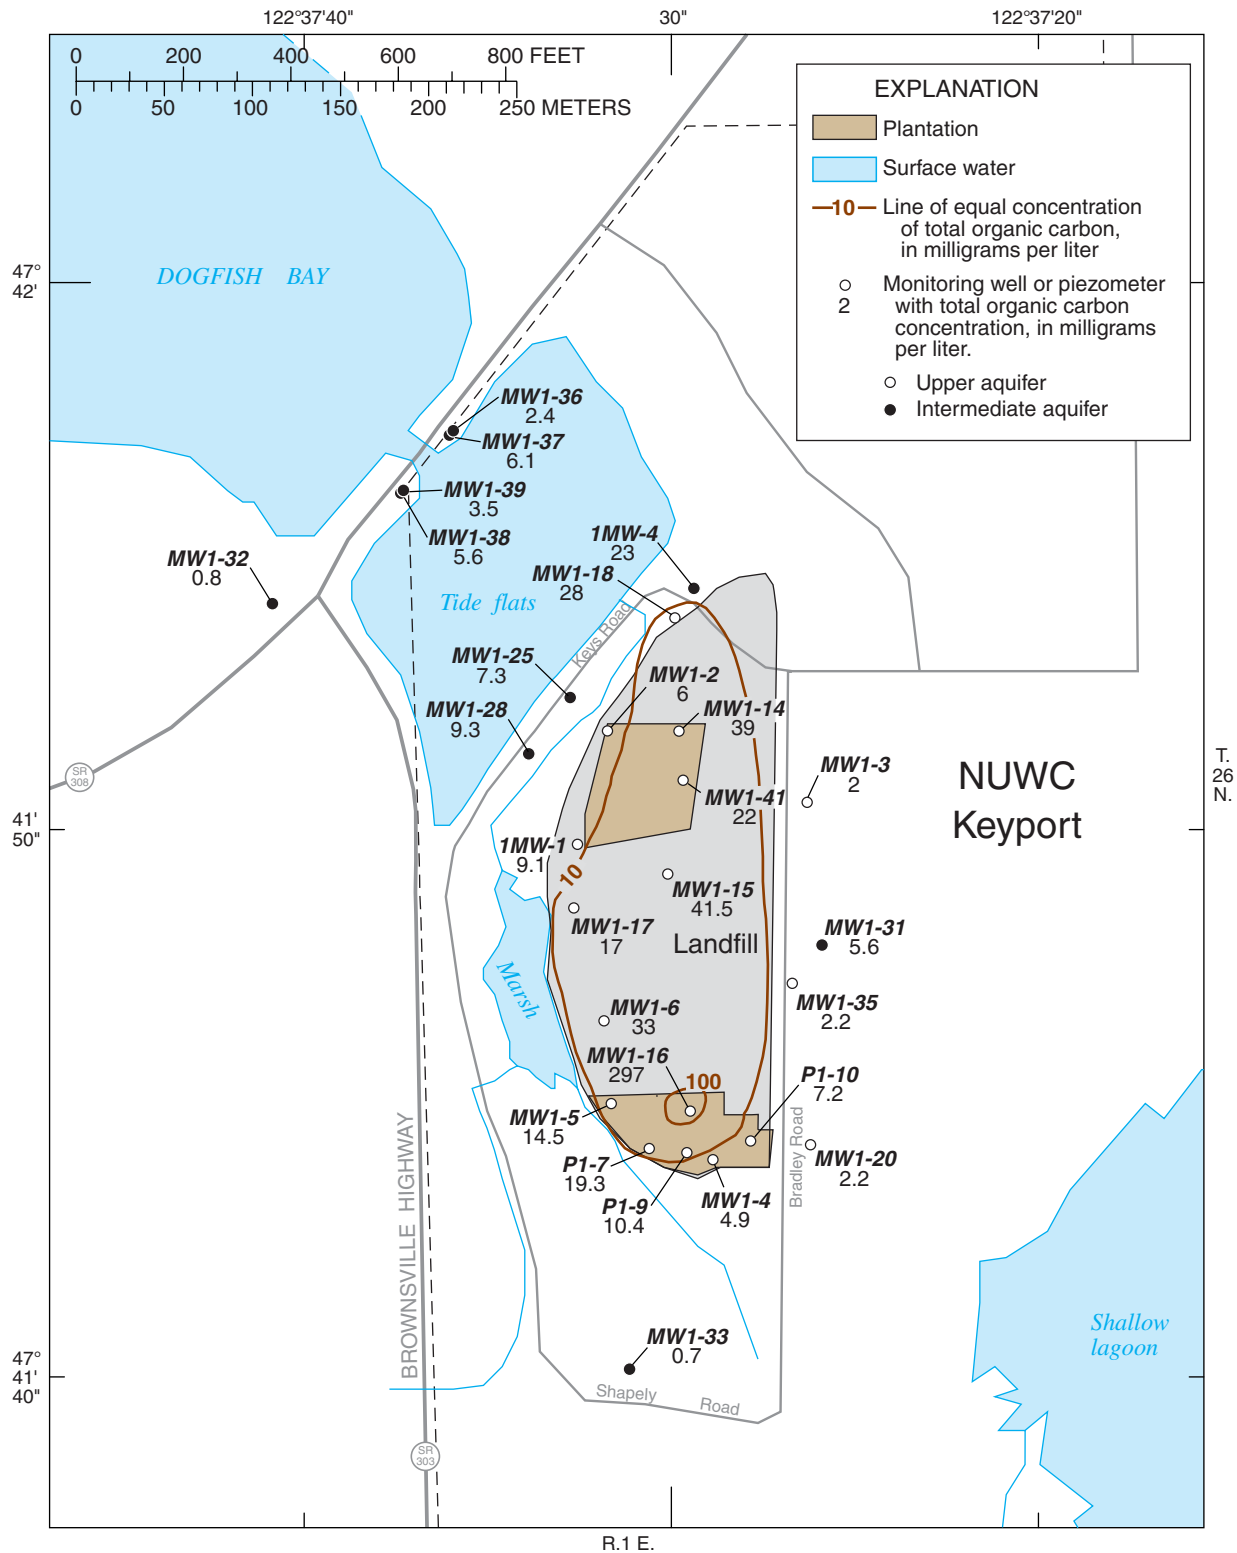 122°37'40"
30"
122°37'20"
0 200 400 600 800 FEET
0 50 100 150 200 250 METERS
EXPLANATION
Plantation
Surface water
10 Line of equal concentration
of total organic carbon,
in milligrams per liter
Monitoring well or piezometer
2 with total organic carbon
concentration, in milligrams
per liter.
Upper aquifer
Intermediate aquifer
47°
42'
DOGFISH BAY
MW1-36
2.4
MW1-37
6.1
MW1-39
3.5
MW1-38
5.6
MW1-32
0.8
1MW-4
23
MW1-18
28
Tide flats
Keys Road
MW1-25
7.3
MW1-2
6
MW1-28
9.3
MW1-14
39
SR
308
MW1-3
2
NUWC
Keyport
T.
26
N.
MW1-41
22
41'
50"
1MW-1
9.1
10
MW1-15
41.5
MW1-17
17
Landfill
MW1-31
5.6
Marsh
MW1-35
2.2
MW1-6
33
MW1-16
297
100
P1-10
7.2
MW1-5
14.5
P1-7
19.3
P1-9
10.4
MW1-4
4.9
Bradley Road
MW1-20
2.2
BROWNSVILLE HIGHWAY
Shallow
lagoon
MW1-33
0.7
47°
41'
40"
Shapely Road
SR
303
R.1 E.